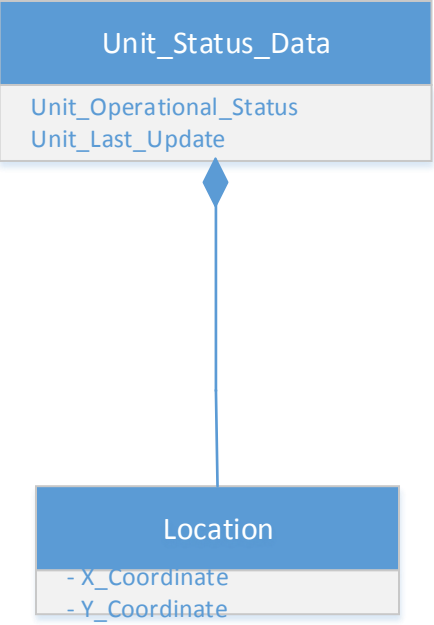 Unit_Status_Data
Unit_Operational_Status
Unit_Last_Update
Location
- X_Coordinate
- Y_Coordinate